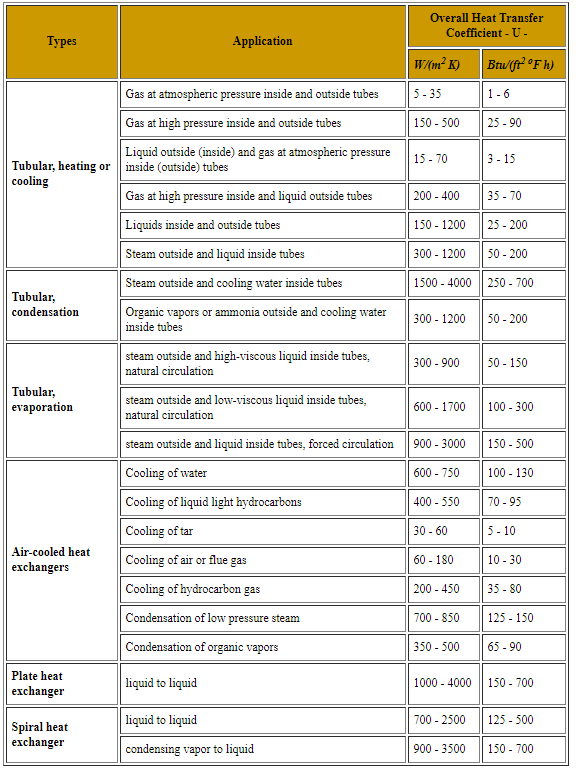 Types
Application
Overall Heat Transfer
Coefficient - U -
W/(m² K)
Btu/(ft² °F h)
Tubular, heating or
cooling
Gas at atmospheric pressure inside and outside tubes
5 - 35
1 - 6
Gas at high pressure inside and outside tubes
150 - 500
25 - 90
Liquid outside (inside) and gas at atmospheric pressure
inside (outside) tubes
15 - 70
3 - 15
Gas at high pressure inside and liquid outside tubes
200 - 400
35 - 70
Liquids inside and outside tubes
150 - 1200
25 - 200
Steam outside and liquid inside tubes
300 - 1200
50 - 200
Tubular,
condensation
Steam outside and cooling water inside tubes
1500 - 4000
250 - 700
Organic vapors or ammonia outside and cooling water
inside tubes
300 - 1200
50 - 200
Tubular,
evaporation
steam outside and high-viscous liquid inside tubes,
natural circulation
300 - 900
50 - 150
steam outside and low-viscous liquid inside tubes,
natural circulation
600 - 1700
100 - 300
steam outside and liquid inside tubes, forced circulation
900 - 3000
150 - 500
Air-cooled heat
exchangers
Cooling of water
600 - 750
100 - 130
Cooling of liquid light hydrocarbons
400 - 550
70 - 95
Cooling of tar
30 - 60
5 - 10
Cooling of air or flue gas
60 - 180
10 - 30
Cooling of hydrocarbon gas
200 - 450
35 - 80
Condensation of low pressure steam
700 - 850
125 - 150
Condensation of organic vapors
350 - 500
65 - 90
Plate heat
exchanger
liquid to liquid
1000 - 4000
150 - 700
Spiral heat
exchanger
liquid to liquid
700 - 2500
125 - 500
condensing vapor to liquid
900 - 3500
150 - 700